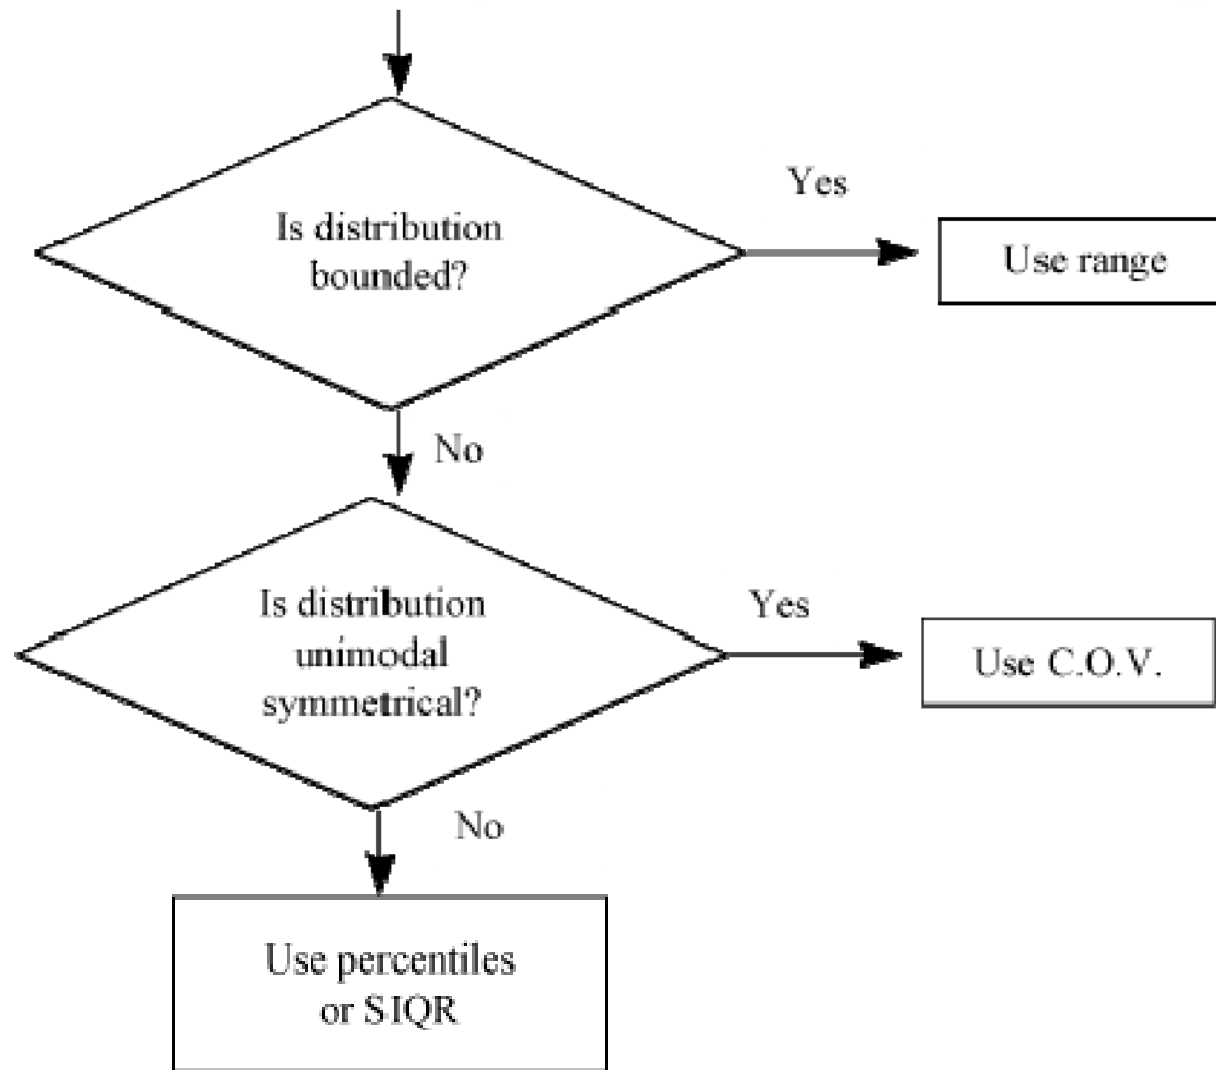 Is distribution
bounded?
Yes
Use range
No
Is distribution
unimodal
symmetrical?
Yes
Use C.O.V.
No
Use percentiles
or SIQR